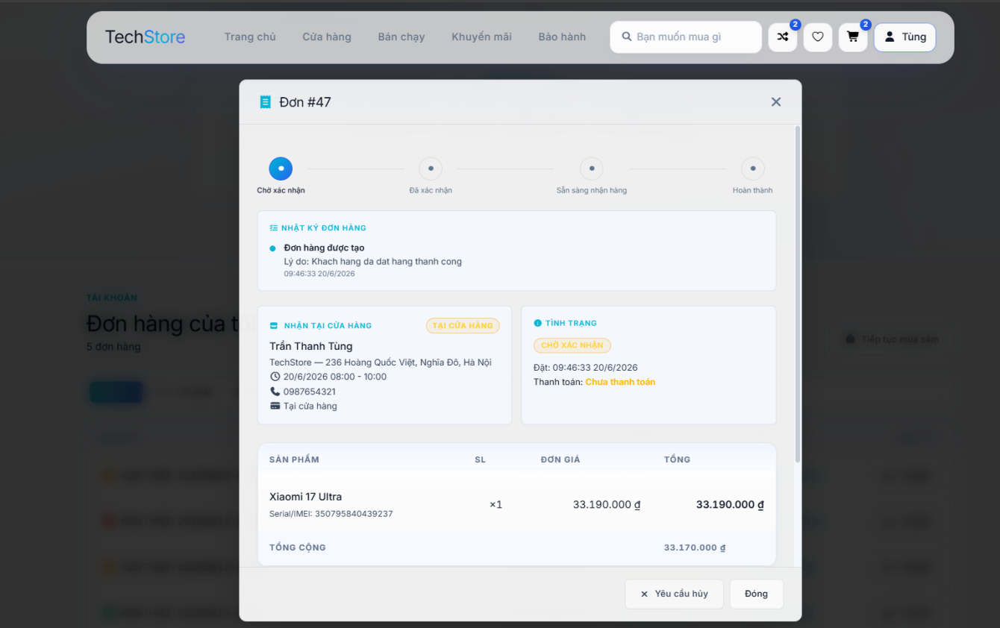 TechStore
Trang chủ
Cửa hàng
Bán chạy
Khuyến mãi
Bảo hành
Bạn muốn mua gì
2
2
Tùng
Đơn #47
Chờ xác nhận
Đã xác nhận
Sẵn sàng nhận hàng
Hoàn thành
NHẬT KÝ ĐƠN HÀNG
Đơn hàng được tạo
Lý do: Khach hang da dat hang thanh cong
09:46:33 20/6/2026
TÀI KHOẢN
Đơn hàng của tôi
5 đơn hàng
Tiếp tục mua sắm
NHẬN TẠI CỬA HÀNG
TẠI CỬA HÀNG
Trần Thanh Tùng
TechStore — 236 Hoàng Quốc Việt, Nghĩa Đô, Hà Nội
20/6/2026 08:00 - 10:00
0987654321
Tại cửa hàng
TÌNH TRẠNG
CHỜ XÁC NHẬN
Đặt: 09:46:33 20/6/2026
Thanh toán: Chưa thanh toán
SẢN PHẨM SL ĐƠN GIÁ TỔNG
Xiaomi 17 Ultra
Serial/IMEI: 350795840439237
×1 33.190.000 ₫ 33.190.000 ₫
TỔNG CỘNG 33.170.000 ₫
Yêu cầu hủy
Đóng